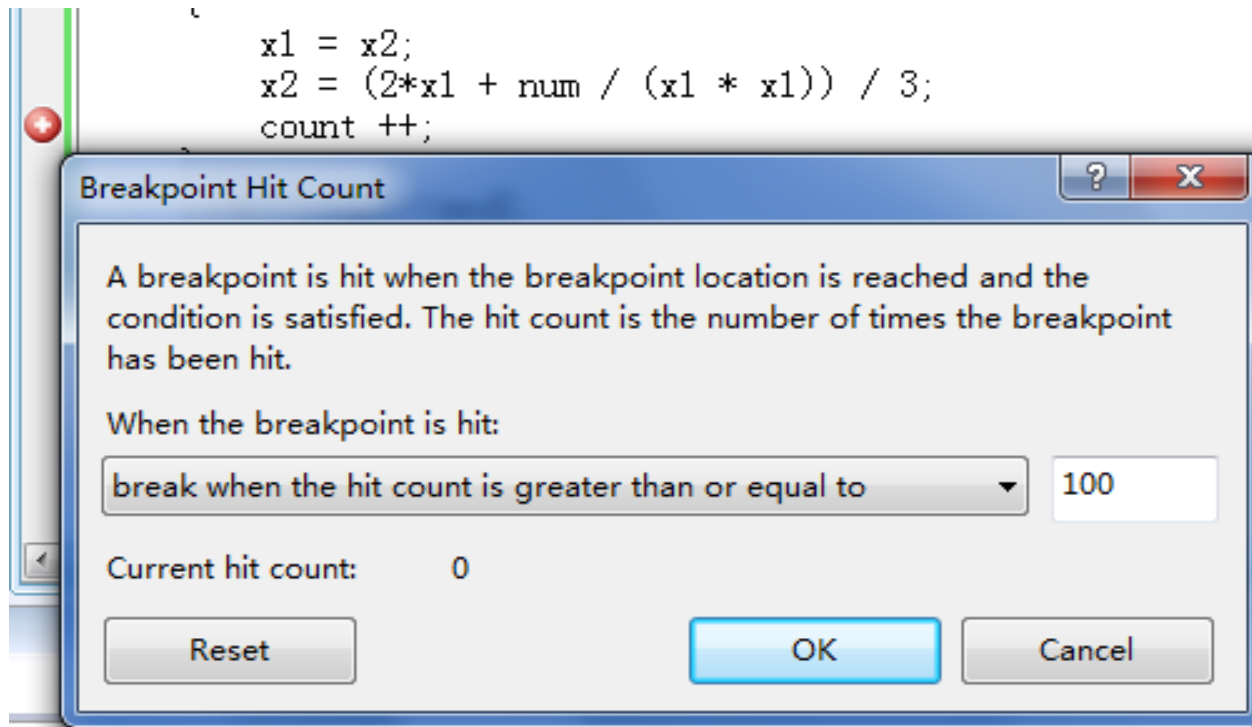 {
x1 = x2;
x2 = (2*x1 + num / (x1 * x1)) / 3;
count ++;
Breakpoint Hit Count
?
A breakpoint is hit when the breakpoint location is reached and the
condition is satisfied. The hit count is the number of times the breakpoint
has been hit.
When the breakpoint is hit:
break when the hit count is greater than or equal to 100
Current hit count: 0
Reset OK Cancel